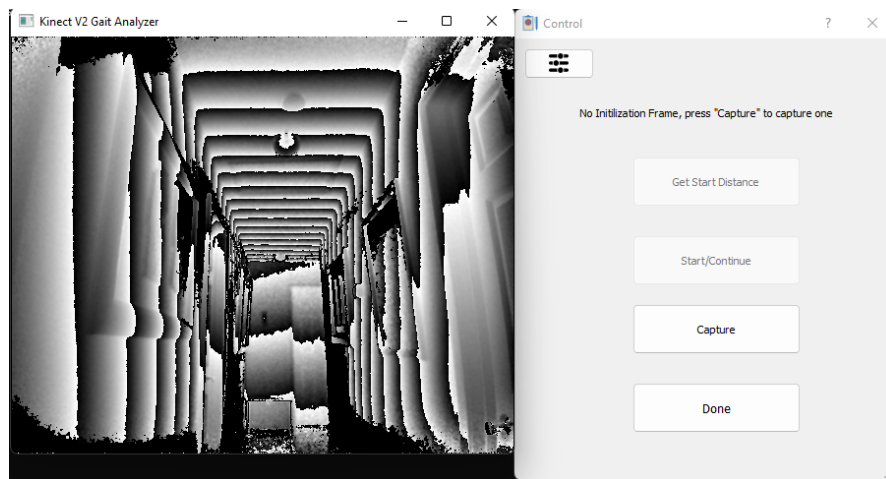 Kinect V2 Gait Analyzer
Control
No Initilization Frame, press "Capture" to capture one
Get Start Distance
Start/Continue
Capture
Done